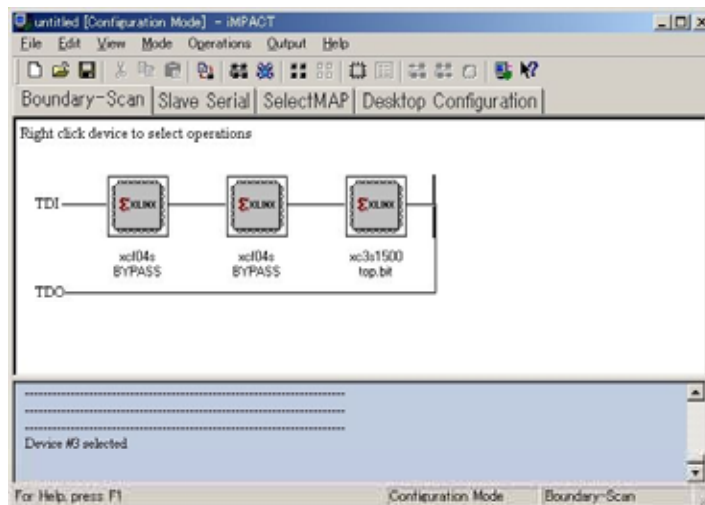 untitled [Configuration Mode] - iMPACT
File Edit View Mode Operations Output Help
Boundary-Scan Slave Serial SelectMAP Desktop Configuration
Right click device to select operations
TDI
XILINX XILINX XILINX
xcf04s xcf04s xc3s1500
BYPASS BYPASS top.bit
TDO
Device #3 selected
For Help, press F1 Configuration Mode Boundary-Scan